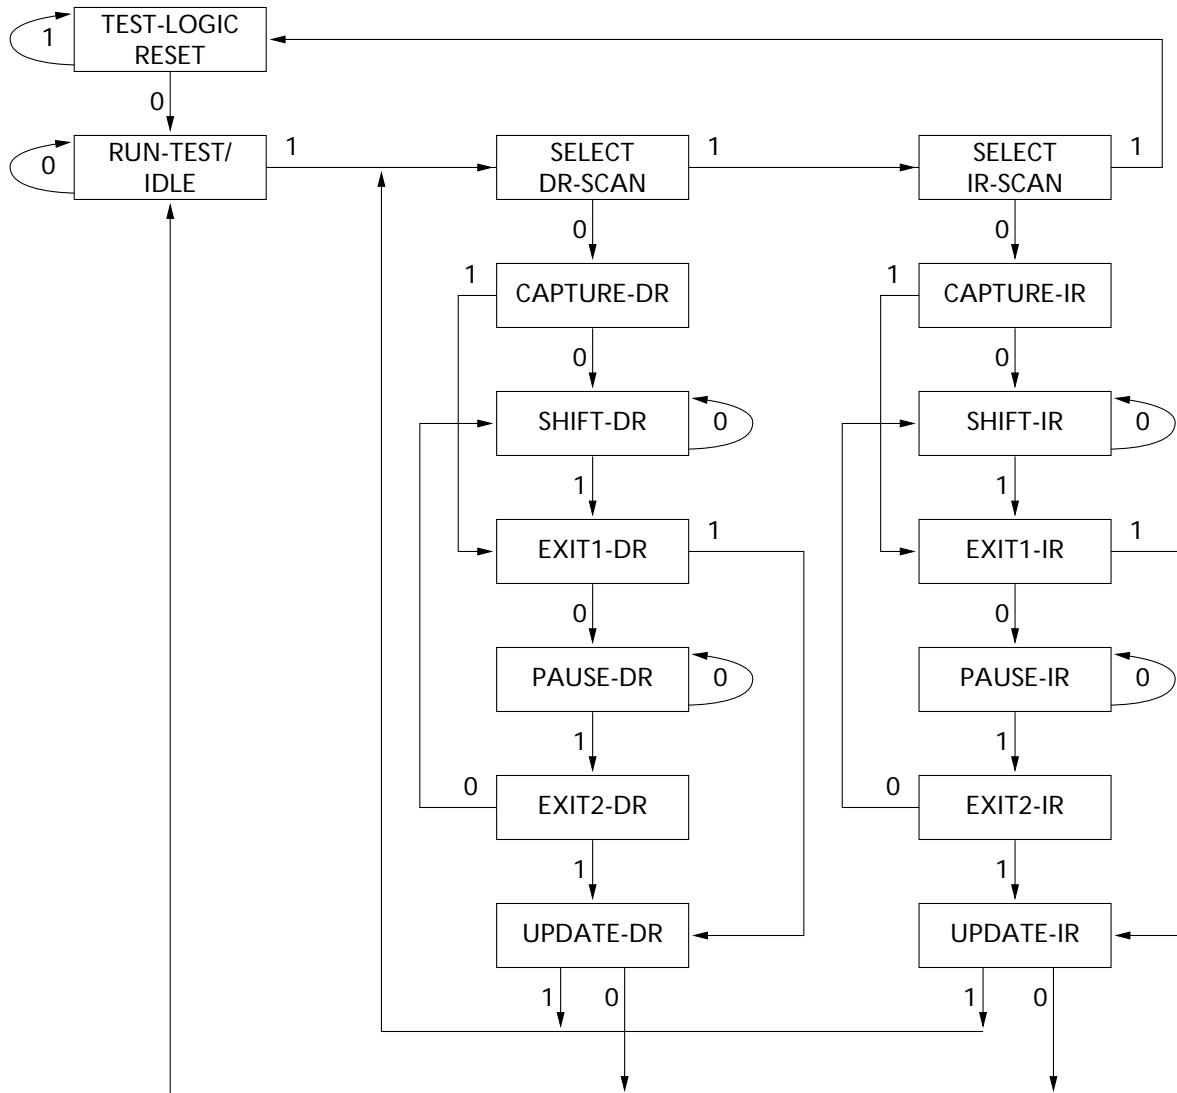 TEST-LOGIC
RESET
1
0
RUN-TEST/
IDLE
0
1
SELECT
DR-SCAN
1
SELECT
IR-SCAN
1
0
0
1
CAPTURE-DR
1
CAPTURE-IR
0
0
SHIFT-DR
0
SHIFT-IR
0
1
1
EXIT1-DR
1
EXIT1-IR
1
0
0
PAUSE-DR
0
PAUSE-IR
0
1
1
0
EXIT2-DR
0
EXIT2-IR
1
1
UPDATE-DR
UPDATE-IR
1
0
1
0